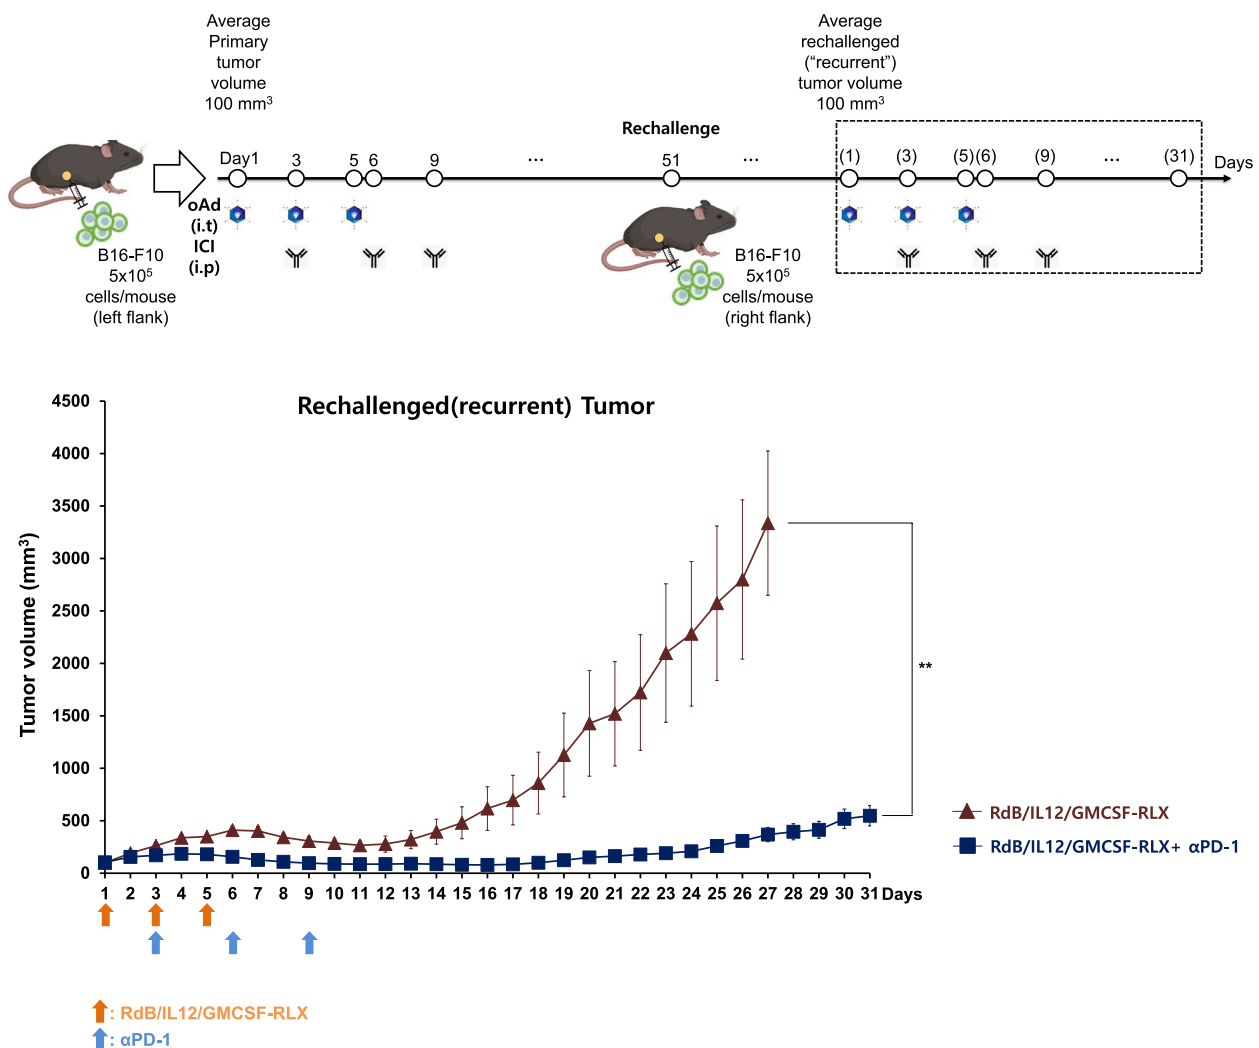 Average
Primary
tumor
volume
100 mm³
Average
rechallenged
("recurrent")
tumor volume
100 mm³
Rechallenge
Day1 3 5 6 9 ... 51 ... (1) (3) (5) (6) (9) ... (31) Days
oAd
(i.t)
ICI
(i.p)
B16-F10
5x10⁵
cells/mouse
(left flank)
B16-F10
5x10⁵
cells/mouse
(right flank)
Rechallenged(recurrent) Tumor
Tumor volume (mm³)
4500
4000
3500
3000
2500
2000
1500
1000
500
0
1 2 3 4 5 6 7 8 9 10 11 12 13 14 15 16 17 18 19 20 21 22 23 24 25 26 27 28 29 30 31 Days
**
RdB/IL12/GMCSF-RLX
RdB/IL12/GMCSF-RLX+ αPD-1
: RdB/IL12/GMCSF-RLX
: αPD-1